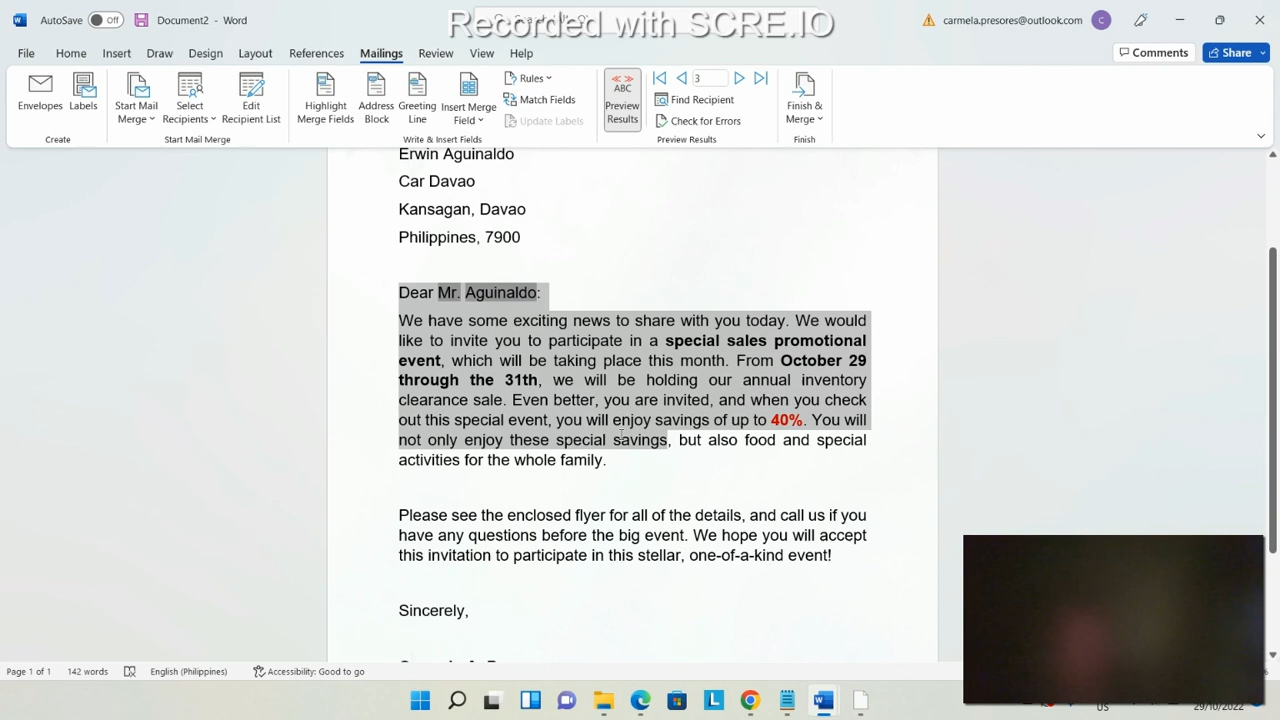 AutoSave Off Document2 - Word
Recorded with SCRE.IO
carmela.presores@outlook.com C
File Home Insert Draw Design Layout References Mailings Review View Help
Comments Share
Envelopes Labels Start Mail Merge Select Recipients Edit Recipient List Highlight Merge Fields Address Block Greeting Line Insert Merge Field
Rules
Match Fields
Update Labels
ABC Preview Results
3
Find Recipient
Check for Errors
Finish & Merge
Create Start Mail Merge Write & Insert Fields Preview Results Finish
Erwin Aguinaldo
Car Davao
Kansagan, Davao
Philippines, 7900
Dear Mr. Aguinaldo:
We have some exciting news to share with you today. We would
like to invite you to participate in a special sales promotional
event, which will be taking place this month. From October 29
through the 31th, we will be holding our annual inventory
clearance sale. Even better, you are invited, and when you check
out this special event, you will enjoy savings of up to 40%. You will
not only enjoy these special savings, but also food and special
activities for the whole family.
Please see the enclosed flyer for all of the details, and call us if you
have any questions before the big event. We hope you will accept
this invitation to participate in this stellar, one-of-a-kind event!
Sincerely,
Page 1 of 1 142 words English (Philippines) Accessibility: Good to go
US
29/10/2022